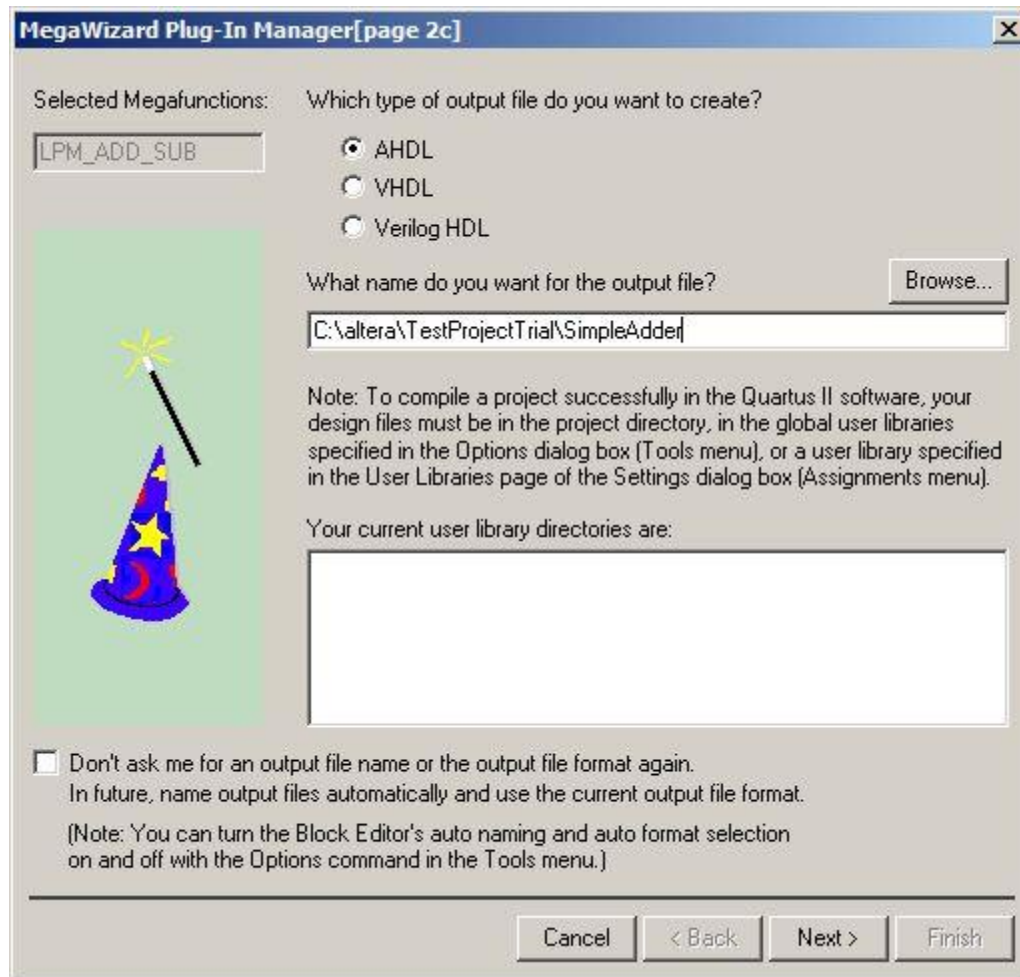 MegaWizard Plug-In Manager[page 2c]
Selected Megafunctions:
LPM_ADD_SUB
Which type of output file do you want to create?
AHDL
VHDL
Verilog HDL
What name do you want for the output file?
Browse...
C:\altera\TestProjectTrial\SimpleAdder
Note: To compile a project successfully in the Quartus II software, your
design files must be in the project directory, in the global user libraries
specified in the Options dialog box (Tools menu), or a user library specified
in the User Libraries page of the Settings dialog box (Assignments menu).
Your current user library directories are:
Don't ask me for an output file name or the output file format again.
In future, name output files automatically and use the current output file format.
(Note: You can turn the Block Editor's auto naming and auto format selection
on and off with the Options command in the Tools menu.)
Cancel
< Back
Next >
Finish